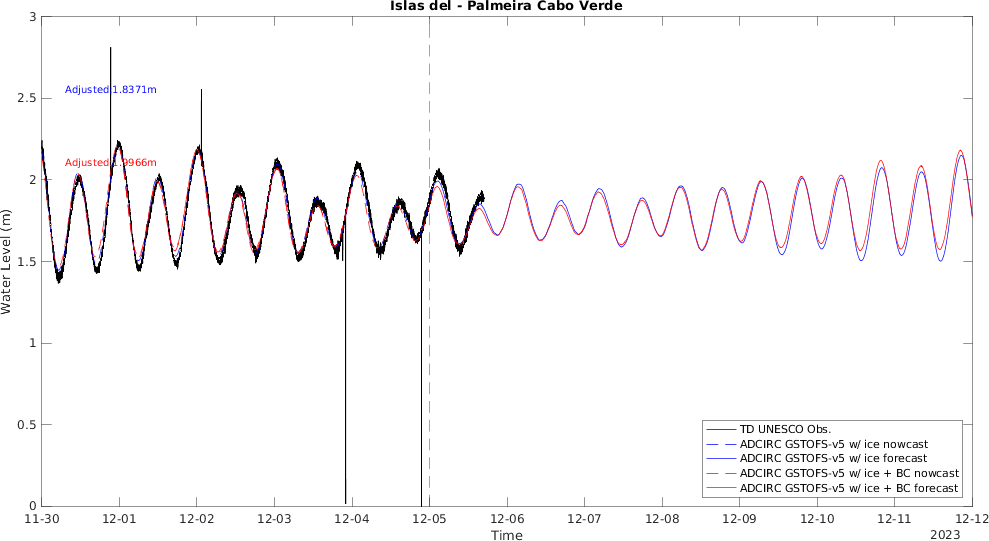 Islas del - Palmeira Cabo Verde
3
2.5
2
1.5
1
0.5
0
Water Level (m)
Adjusted 1.8371m
Adjusted 1.9966m
TD UNESCO Obs.
ADCIRC GSTOFS-v5 w/ ice nowcast
ADCIRC GSTOFS-v5 w/ ice forecast
ADCIRC GSTOFS-v5 w/ ice + BC nowcast
ADCIRC GSTOFS-v5 w/ ice + BC forecast
11-30 12-01 12-02 12-03 12-04 12-05 12-06 12-07 12-08 12-09 12-10 12-11 12-12
Time
2023